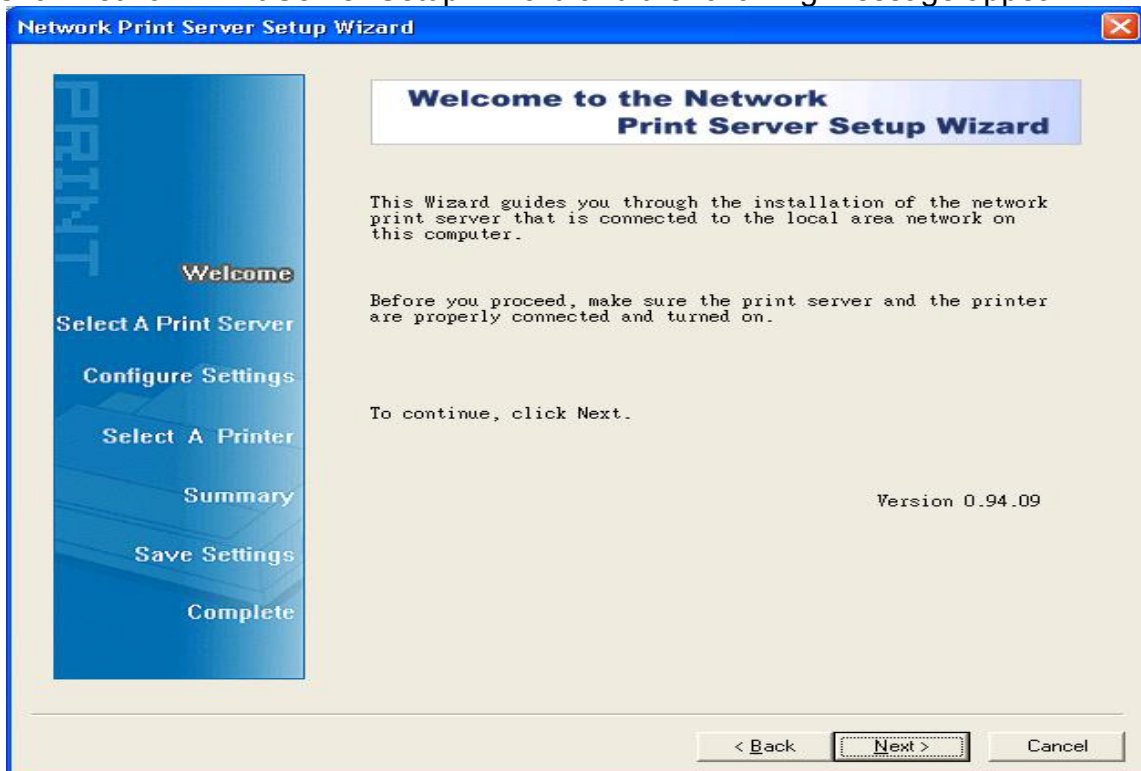 Network Print Server Setup Wizard
PRINT
Welcome
Select A Print Server
Configure Settings
Select A Printer
Summary
Save Settings
Complete
Welcome to the Network
Print Server Setup Wizard
This Wizard guides you through the installation of the network
print server that is connected to the local area network on
this computer.
Before you proceed, make sure the print server and the printer
are properly connected and turned on.
To continue, click Next.
Version 0.94.09
< Back
Next >
Cancel